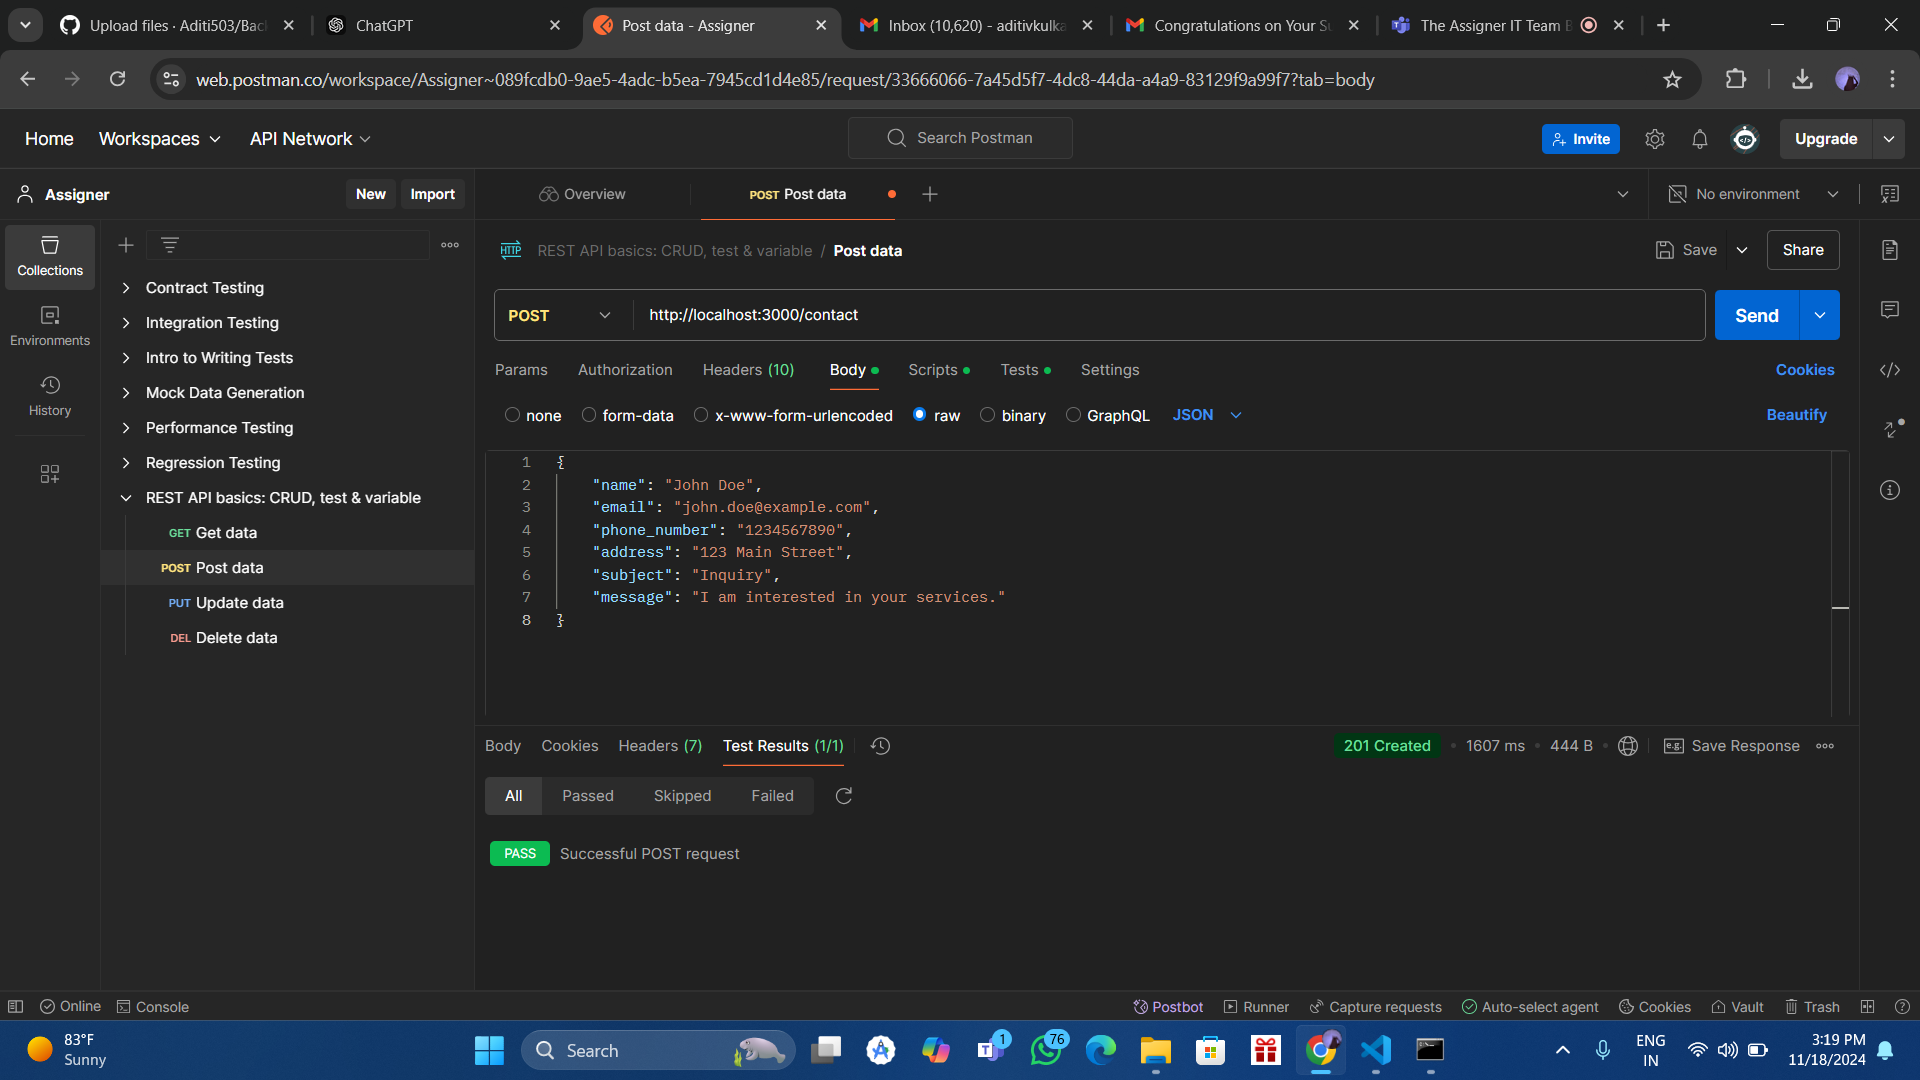 Upload files · Aditi503/Bac
ChatGPT
Post data - Assigner
Inbox (10,620) - aditivkulka
Congratulations on Your Su
The Assigner IT Team B
web.postman.co/workspace/Assigner~089fcdb0-9ae5-4adc-b5ea-7945cd1d4e85/request/33666066-7a45d5f7-4dc8-44da-a4a9-83129f9a99f7?tab=body
Home Workspaces API Network Search Postman Invite Upgrade
Assigner New Import Overview POST Post data No environment
Collections
Environments
History
Contract Testing
Integration Testing
Intro to Writing Tests
Mock Data Generation
Performance Testing
Regression Testing
REST API basics: CRUD, test & variable
GET Get data
POST Post data
PUT Update data
DEL Delete data
HTTP REST API basics: CRUD, test & variable / Post data Save Share
POST http://localhost:3000/contact Send
Params Authorization Headers (10) Body Scripts Tests Settings Cookies
none form-data x-www-form-urlencoded raw binary GraphQL JSON Beautify
1 {
2 "name": "John Doe",
3 "email": "john.doe@example.com",
4 "phone_number": "1234567890",
5 "address": "123 Main Street",
6 "subject": "Inquiry",
7 "message": "I am interested in your services."
8 }
Body Cookies Headers (7) Test Results (1/1) 201 Created 1607 ms 444 B e.g. Save Response
All Passed Skipped Failed
PASS Successful POST request
Online Console Postbot Runner Capture requests Auto-select agent Cookies Vault Trash
83°F
Sunny
Search
1
76
ENG
IN
3:19 PM
11/18/2024